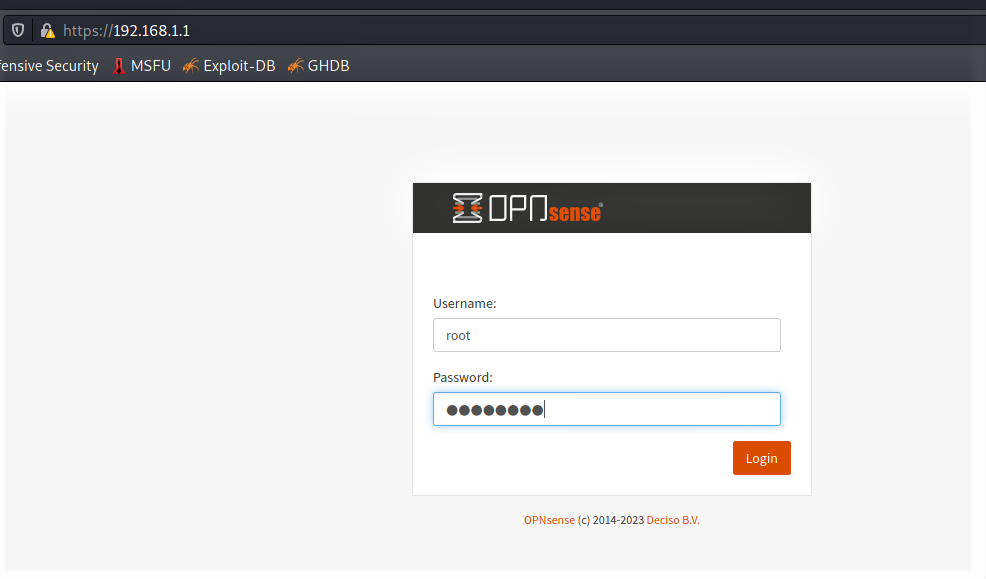 https://192.168.1.1
fensive Security MSFU Exploit-DB GHDB
OPNsense®
Username:
root
Password:
●●●●●●●●
Login
OPNsense (c) 2014-2023 Deciso B.V.